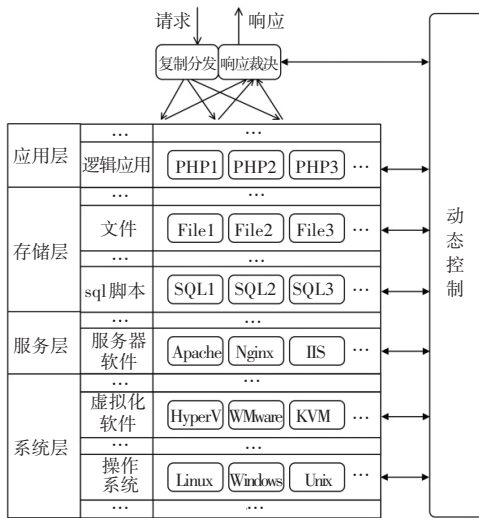 请求 响应
复制分发 响应裁决
… …
应用层 逻辑应用 PHP1 PHP2 PHP3 …
… …
文件 File1 File2 File3 …
存储层
… …
sql脚本 SQL1 SQL2 SQL3 …
… …
服务层 服务器软件 Apache Nginx IIS …
… …
虚拟化软件 HyperV WMware KVM …
系统层
… …
操作系统 Linux Windows Unix …
… …
动态控制